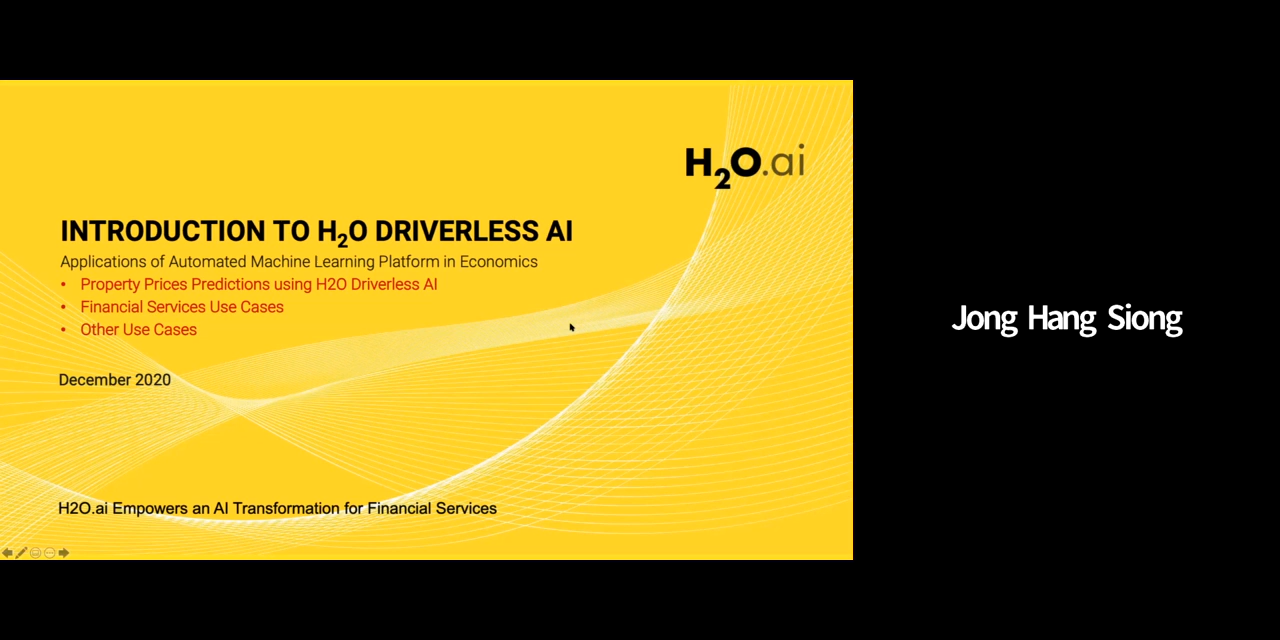 H2O.ai
INTRODUCTION TO H2O DRIVERLESS AI
Applications of Automated Machine Learning Platform in Economics
• Property Prices Predictions using H2O Driverless AI
• Financial Services Use Cases
• Other Use Cases
December 2020
H2O.ai Empowers an AI Transformation for Financial Services
Jong Hang Siong